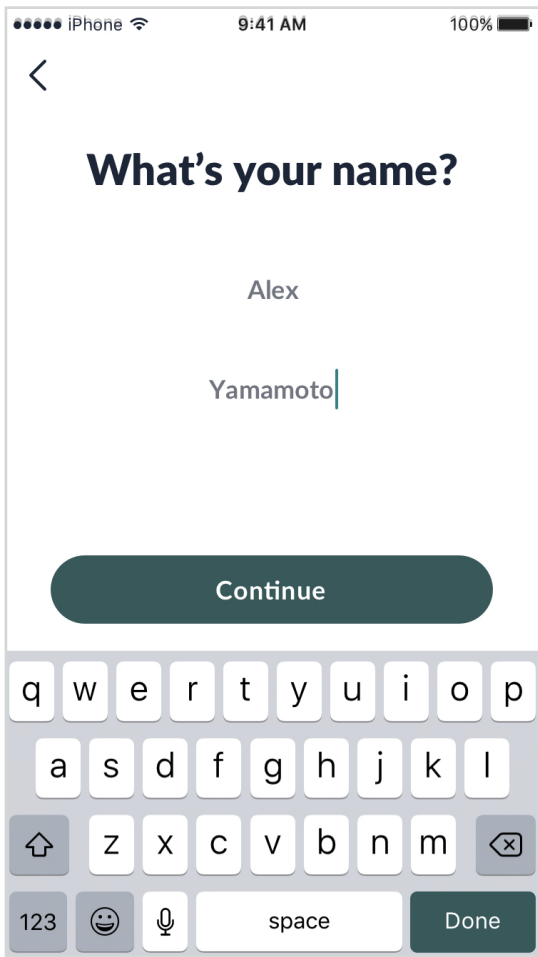 iPhone 9:41 AM 100%
What’s your name?
Alex
Yamamoto
Continue
q w e r t y u i o p
a s d f g h j k l
z x c v b n m
123 space Done